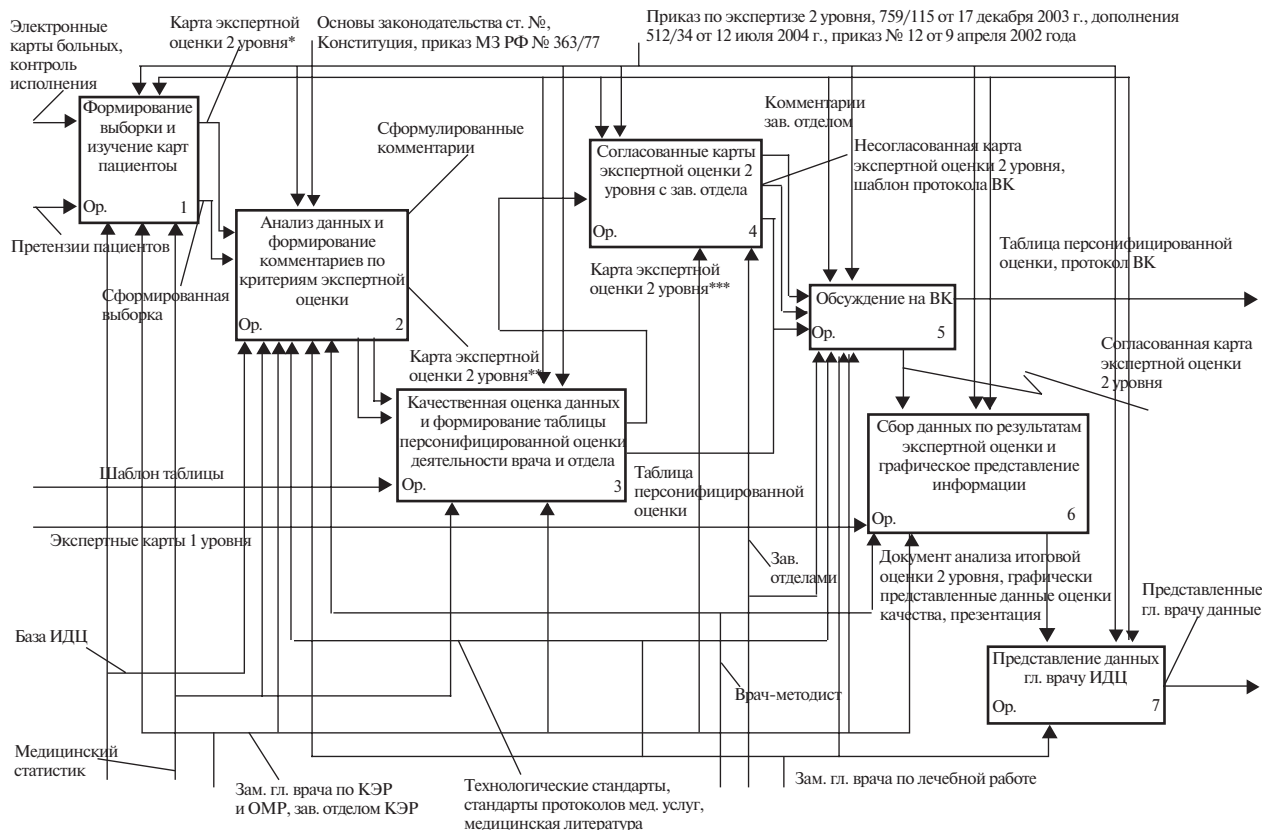 Электронные
карты больных,
контроль
исполнения
Карта экспертной
оценки 2 уровня*
Основы законодательства ст. №,
Конституция, приказ МЗ РФ № 363/77
Приказ по экспертизе 2 уровня, 759/115 от 17 декабря 2003 г., дополнения
512/34 от 12 июля 2004 г., приказ № 12 от 9 апреля 2002 года
Формирование
выборки и
изучение карт
пациентоы
Ор.
1
Претензии пациентов
Сформированная
выборка
Сформулированные
комментарии
Анализ данных и
формирование
комментариев по
критериям экспертной
оценки
Ор.
2
Карта экспертной
оценки 2 уровня**
Комментарии
зав. отделом
Согласованные карты
экспертной оценки 2
уровня с зав. отдела
Ор.
4
Несогласованная карта
экспертной оценки 2 уровня,
шаблон протокола ВК
Карта экспертной
оценки 2 уровня***
Таблица персонифицированной
оценки, протокол ВК
Обсуждение на ВК
Ор.
5
Согласованная карта
экспертной оценки
2 уровня
Качественная оценка данных
и формирование таблицы
персонифицированной оценки
деятельности врача и отдела
Ор.
3
Шаблон таблицы
Таблица
персонифицированной
оценки
Сбор данных по результатам
экспертной оценки и
графическое представление
информации
Ор.
6
Экспертные карты 1 уровня
Зав.
отделами
Документ анализа итоговой
оценки 2 уровня, графически
представленные данные оценки
качества, презентация
Представленные
гл. врачу данные
База ИДЦ
Врач-методист
Представление данных
гл. врачу ИДЦ
Ор.
7
Медицинский
статистик
Зам. гл. врача по КЭР
и ОМР, зав. отделом КЭР
Технологические стандарты,
стандарты протоколов мед. услуг,
медицинская литература
Зам. гл. врача по лечебной работе